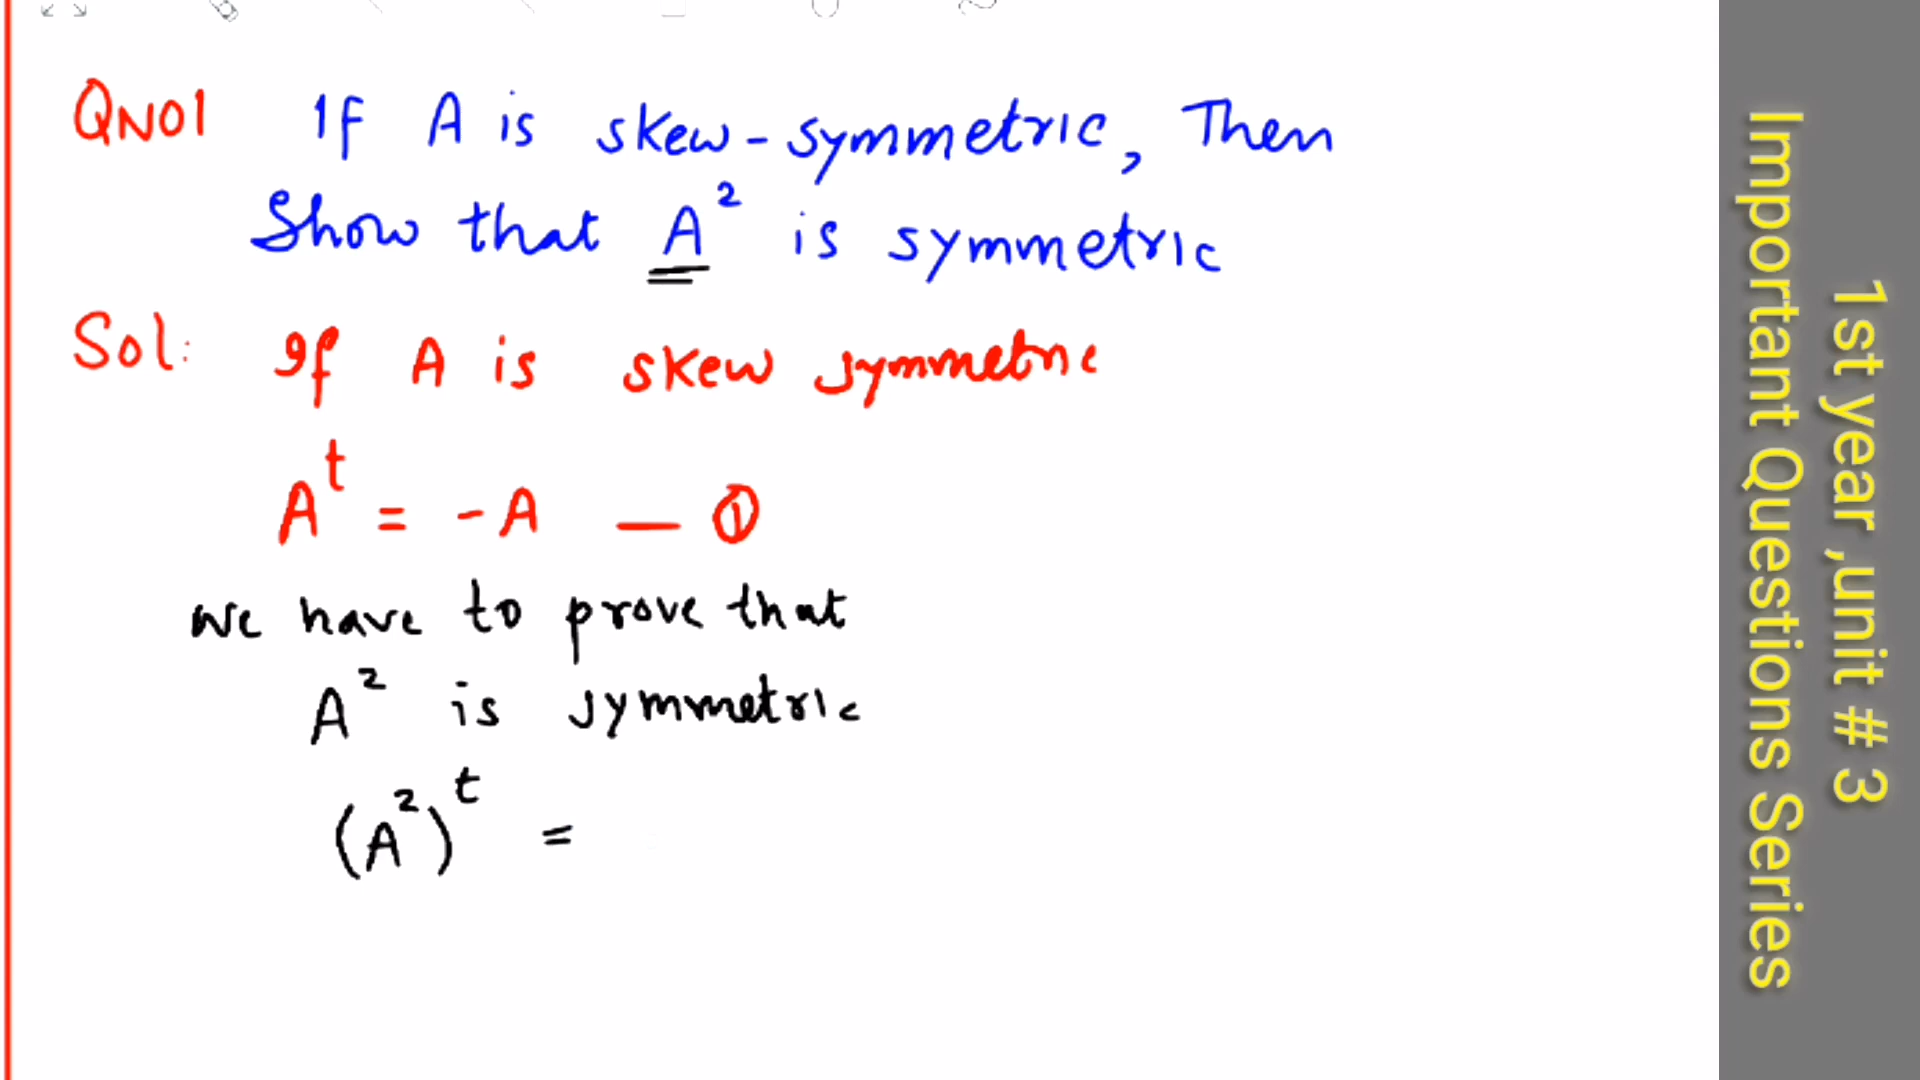 QNO1 If A is skew-symmetric, Then
Show that A² is symmetric
Sol: If A is skew symmetric
Aᵗ = -A — ①
we have to prove that
A² is symmetric
(A²)ᵗ =
1st year ,unit # 3
Important Questions Series